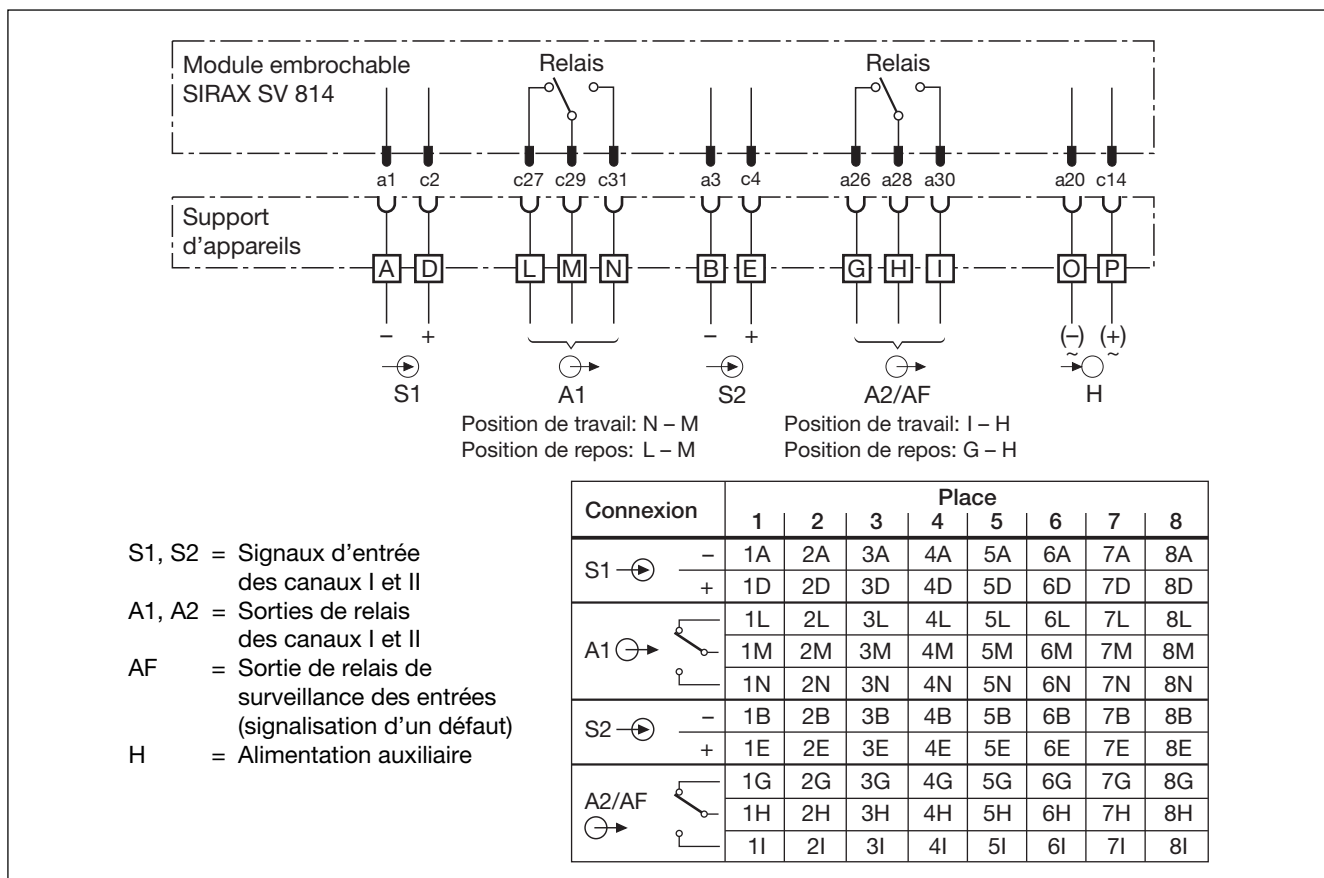 Module embrochable
SIRAX SV 814
Relais Relais
a1 c2 c27 c29 c31 a3 c4 a26 a28 a30 a20 c14
Support
d’appareils
A D L M N B E G H I O P
– + – + (–) (+)
~ ~
S1 A1 S2 A2/AF H
Position de travail: N – M Position de travail: I – H
Position de repos: L – M Position de repos: G – H
S1, S2 = Signaux d’entrée
des canaux I et II
A1, A2 = Sorties de relais
des canaux I et II
AF = Sortie de relais de
surveillance des entrées
(signalisation d’un défaut)
H = Alimentation auxiliaire
Connexion Place
1 2 3 4 5 6 7 8
S1 – 1A 2A 3A 4A 5A 6A 7A 8A
+ 1D 2D 3D 4D 5D 6D 7D 8D
1L 2L 3L 4L 5L 6L 7L 8L
A1 1M 2M 3M 4M 5M 6M 7M 8M
1N 2N 3N 4N 5N 6N 7N 8N
S2 – 1B 2B 3B 4B 5B 6B 7B 8B
+ 1E 2E 3E 4E 5E 6E 7E 8E
1G 2G 3G 4G 5G 6G 7G 8G
A2/AF 1H 2H 3H 4H 5H 6H 7H 8H
1I 2I 3I 4I 5I 6I 7I 8I